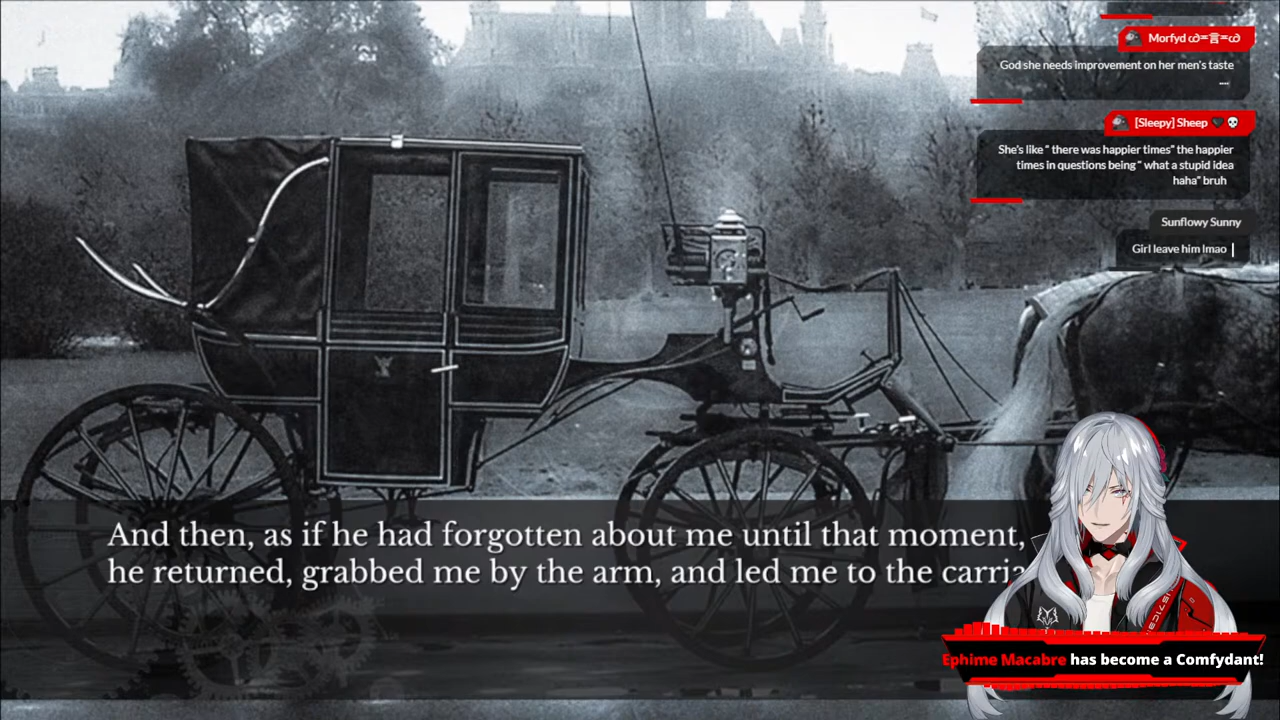 Morfyd
God she needs improvement on her men's taste
....
[Sleepy] Sheep 🖤💀
She's like “ there was happier times” the happier
times in questions being “ what a stupid idea
haha” bruh
Sunflowy Sunny
Girl leave him lmao
And then, as if he had forgotten about me until that moment,
he returned, grabbed me by the arm, and led me to the carria
Ephime Macabre has become a Comfydant!